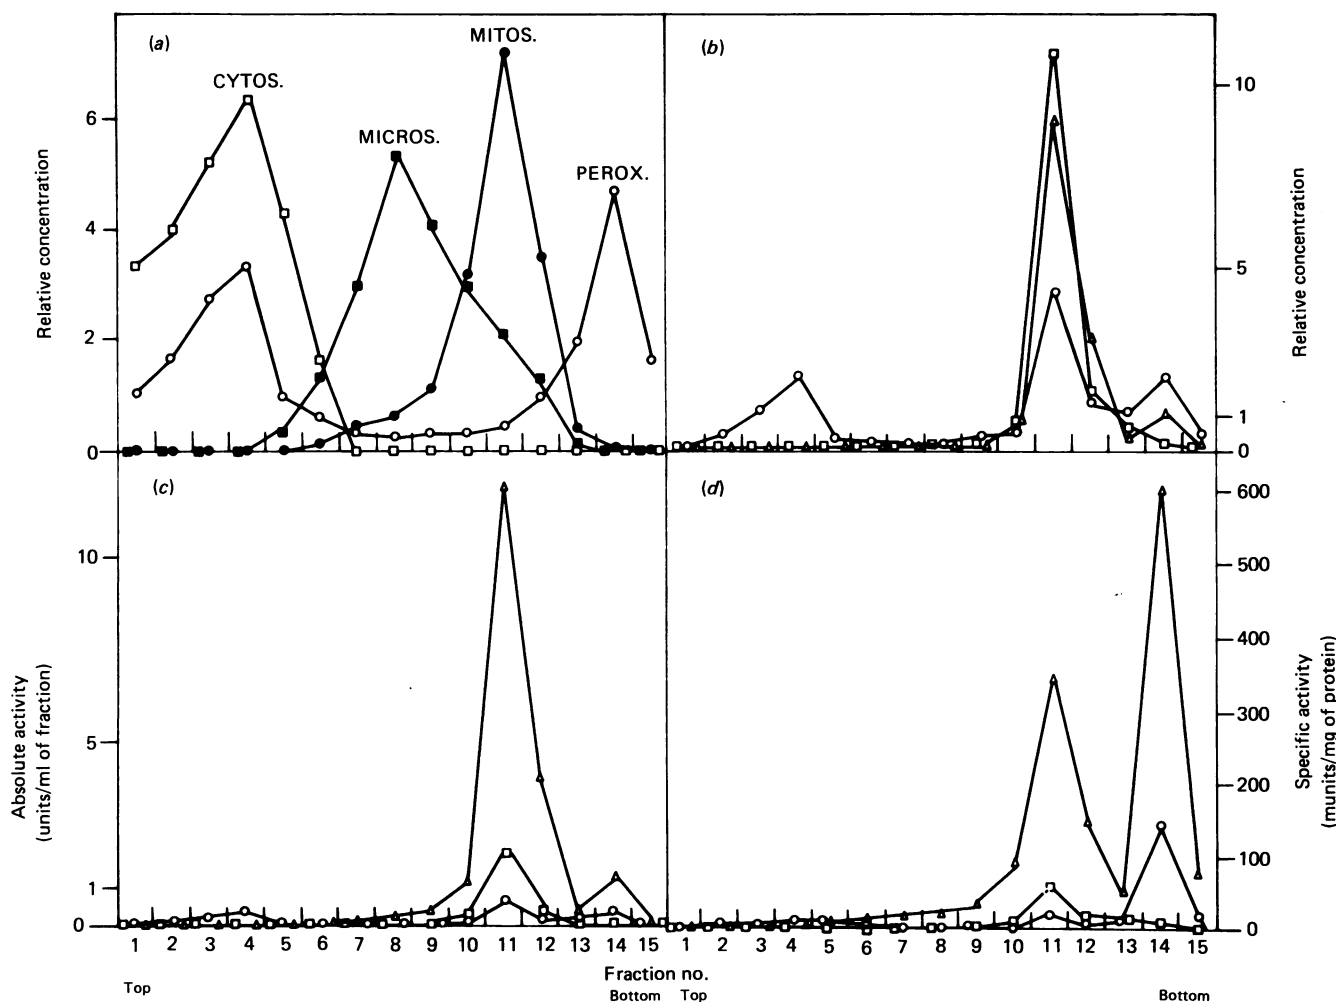 (a)
CYTOS.
MICROS.
MITOS.
PEROX.
Relative concentration
6
4
2
0
(b)
10
5
1
0
Relative concentration
(c)
10
5
1
0
Absolute activity
(units/ml of fraction)
(d)
600
500
400
300
200
100
0
Specific activity
(munits/mg of protein)
1 2 3 4 5 6 7 8 9 10 11 12 13 14 15
1 2 3 4 5 6 7 8 9 10 11 12 13 14 15
Fraction no.
Top
Bottom
Top
Bottom